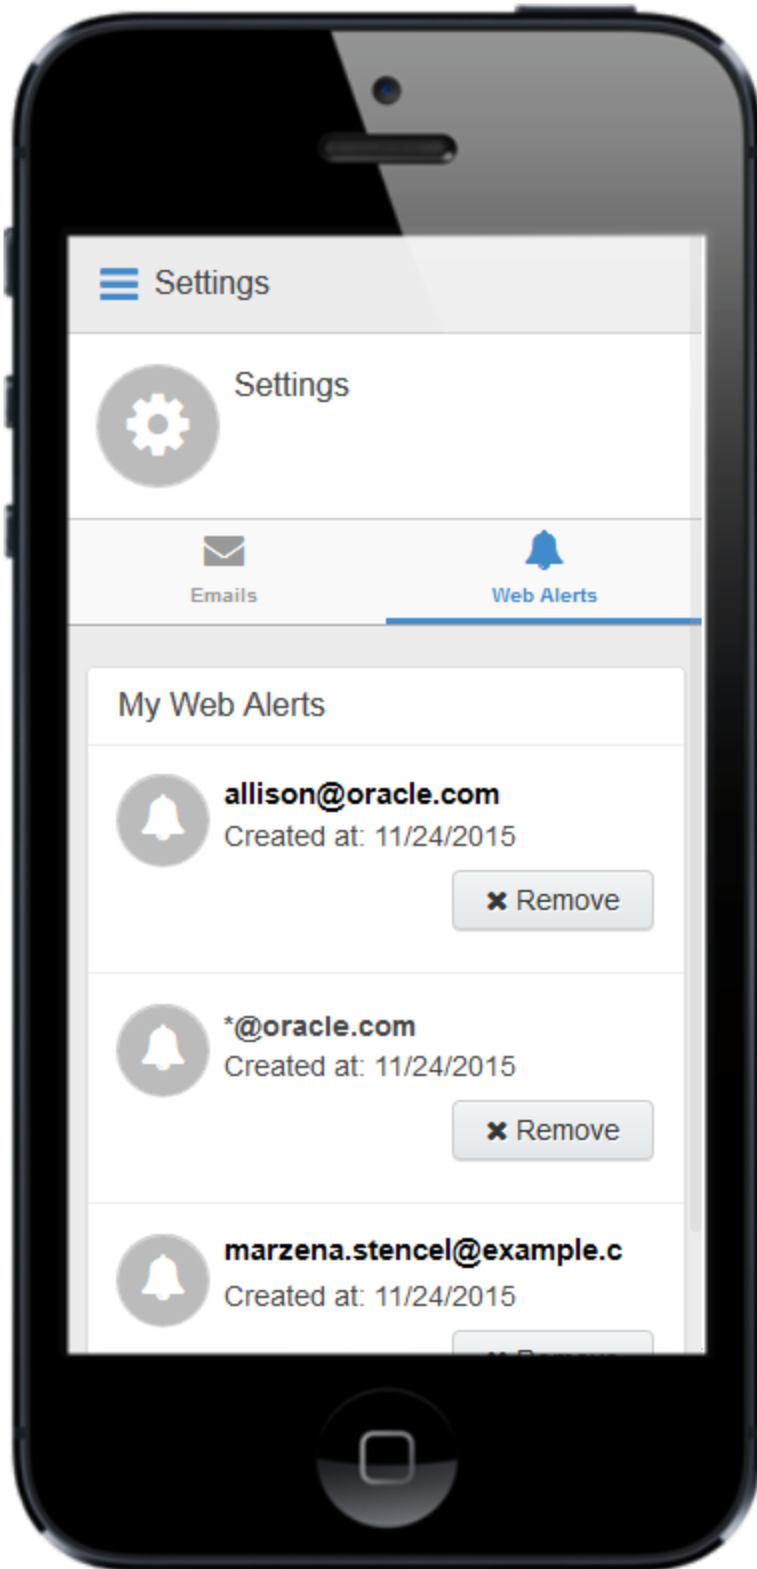 Settings
Settings
Emails
Web Alerts
My Web Alerts
allison@oracle.com
Created at: 11/24/2015
✖ Remove
*@oracle.com
Created at: 11/24/2015
✖ Remove
marzena.stencel@example.c
Created at: 11/24/2015